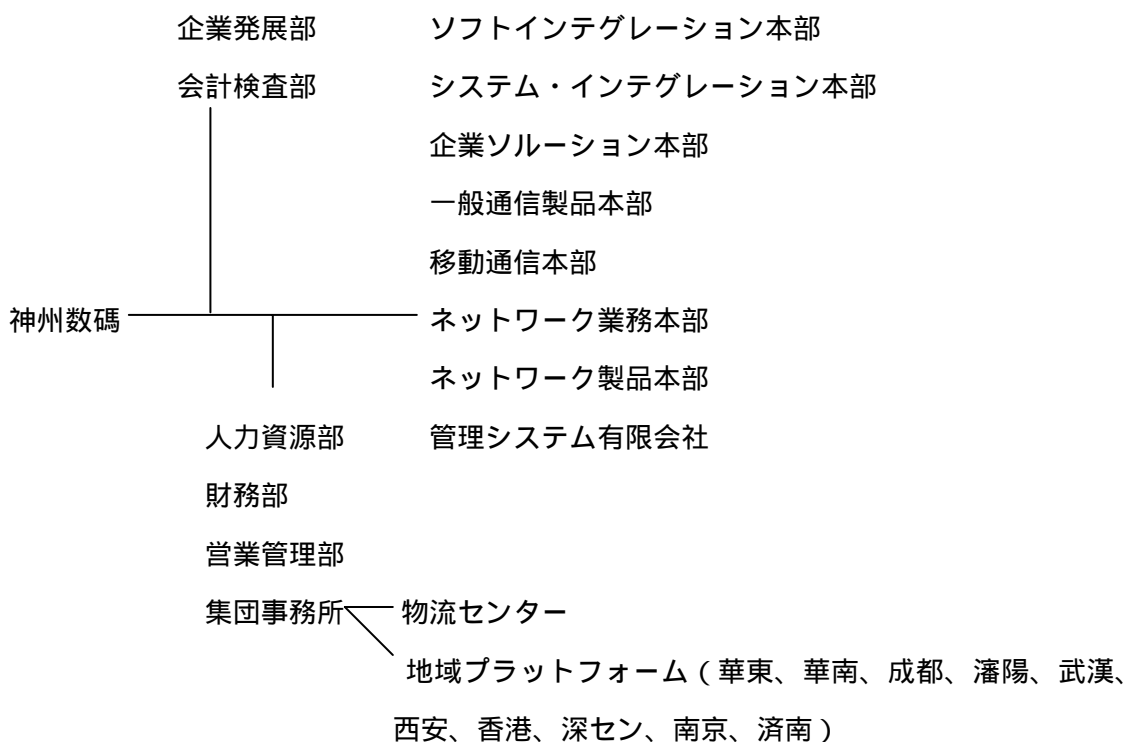 企業発展部 ソフトインテグレーション本部
会計検査部 システム・インテグレーション本部
企業ソルーション本部
一般通信製品本部
移動通信本部
神州数碼 ネットワーク業務本部
ネットワーク製品本部
人力資源部 管理システム有限会社
財務部
営業管理部
集団事務所 物流センター
地域プラットフォーム(華東、華南、成都、瀋陽、武漢、
西安、香港、深セン、南京、済南)